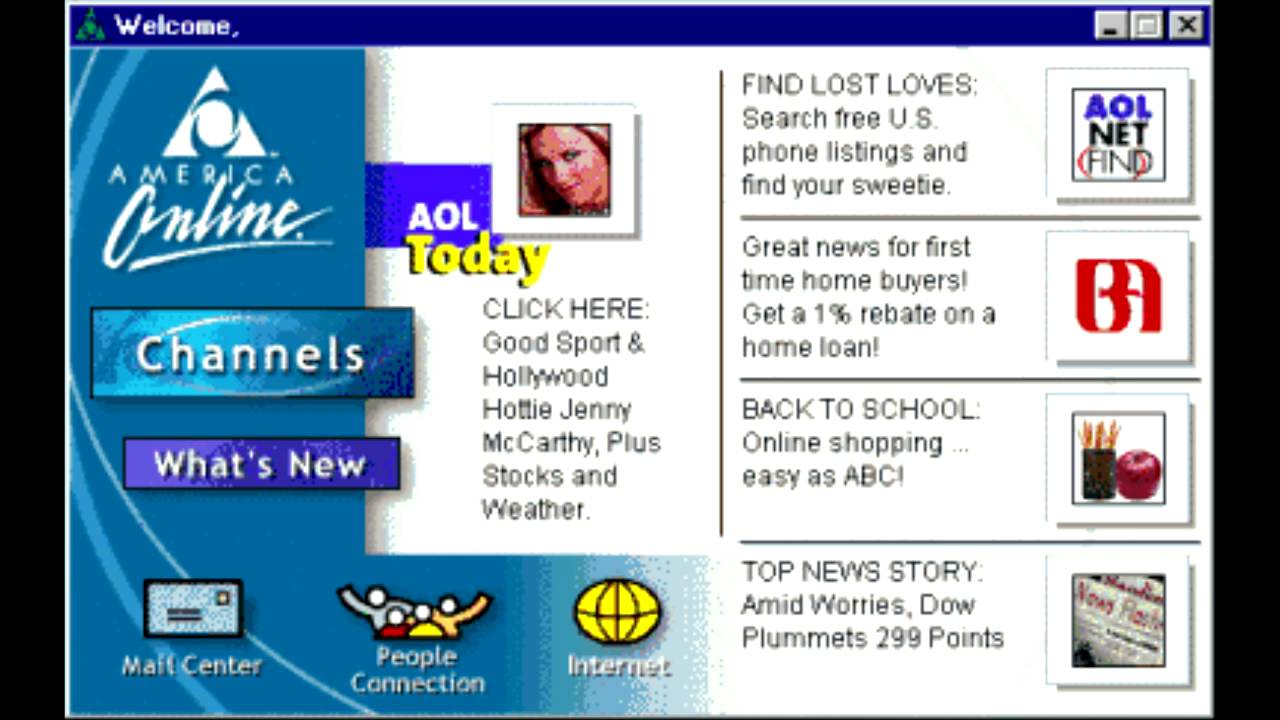 Welcome,
AMERICA
Online.
Channels
What's New
Mail Center
People
Connection
Internet
AOL
Today
CLICK HERE:
Good Sport &
Hollywood
Hottie Jenny
McCarthy, Plus
Stocks and
Weather.
FIND LOST LOVES:
Search free U.S.
phone listings and
find your sweetie.
AOL
NET
(FIND)
Great news for first
time home buyers!
Get a 1% rebate on a
home loan!
BA
BACK TO SCHOOL:
Online shopping ...
easy as ABC!
TOP NEWS STORY:
Amid Worries, Dow
Plummets 299 Points